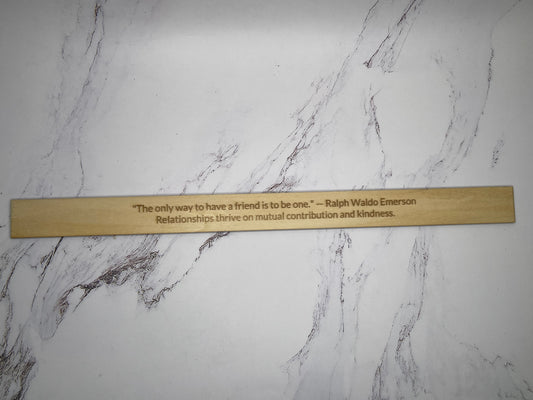 “The only way to have a friend is to be one.” — Ralph Waldo Emerson
Relationships thrive on mutual contribution and kindness.